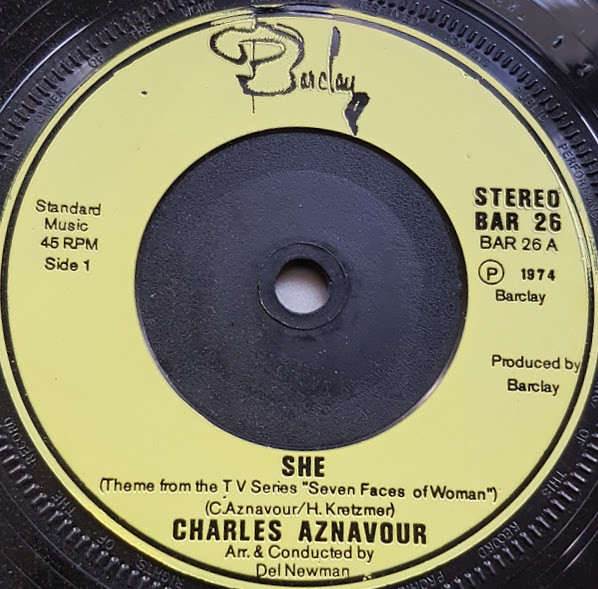 Barclay
Standard
Music
45 RPM
Side 1
STEREO
BAR 26
BAR 26 A
Ⓟ 1974
Barclay
Produced by
Barclay
SHE
(Theme from the T V Series "Seven Faces of Woman")
(C.Aznavour/H.Kretzmer)
CHARLES AZNAVOUR
Arr. & Conducted by
Del Newman